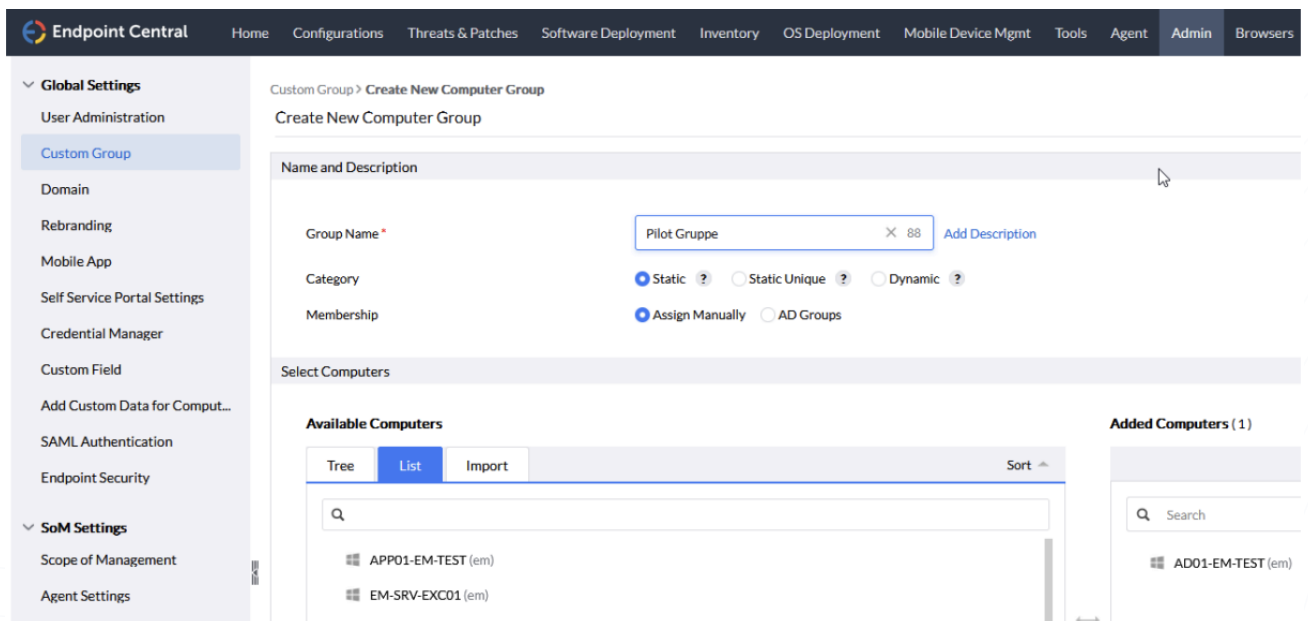 Endpoint Central Home Configurations Threats & Patches Software Deployment Inventory OS Deployment Mobile Device Mgmt Tools Agent Admin Browsers
Global Settings
User Administration
Custom Group
Domain
Rebranding
Mobile App
Self Service Portal Settings
Credential Manager
Custom Field
Add Custom Data for Comput...
SAML Authentication
Endpoint Security
SoM Settings
Scope of Management
Agent Settings
Custom Group > Create New Computer Group
Create New Computer Group
Name and Description
Group Name * Pilot Gruppe × 88 Add Description
Category Static ? Static Unique ? Dynamic ?
Membership Assign Manually AD Groups
Select Computers
Available Computers
Tree List Import Sort
APP01-EM-TEST (em)
EM-SRV-EXC01 (em)
Added Computers (1)
Search
AD01-EM-TEST (em)